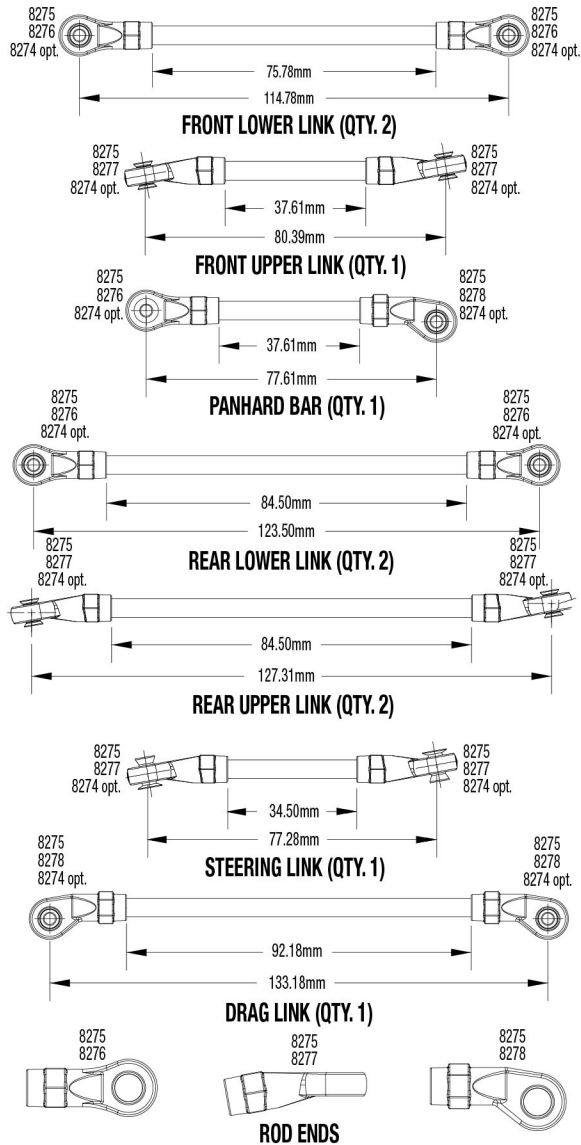 8275
8276
8274 opt.
8275
8276
8274 opt.
75.78mm
114.78mm
FRONT LOWER LINK (QTY. 2)
8275
8277
8274 opt.
8275
8277
8274 opt.
37.61mm
80.39mm
FRONT UPPER LINK (QTY. 1)
8275
8276
8274 opt.
8275
8278
8274 opt.
37.61mm
77.61mm
PANHARD BAR (QTY. 1)
8275
8276
8274 opt.
8275
8276
8274 opt.
84.50mm
123.50mm
REAR LOWER LINK (QTY. 2)
8275
8277
8274 opt.
8275
8277
8274 opt.
84.50mm
127.31mm
REAR UPPER LINK (QTY. 2)
8275
8277
8274 opt.
8275
8277
8274 opt.
34.50mm
77.28mm
STEERING LINK (QTY. 1)
8275
8278
8274 opt.
8275
8278
8274 opt.
92.18mm
133.18mm
DRAG LINK (QTY. 1)
8275
8276
8275
8277
8275
8278
ROD ENDS